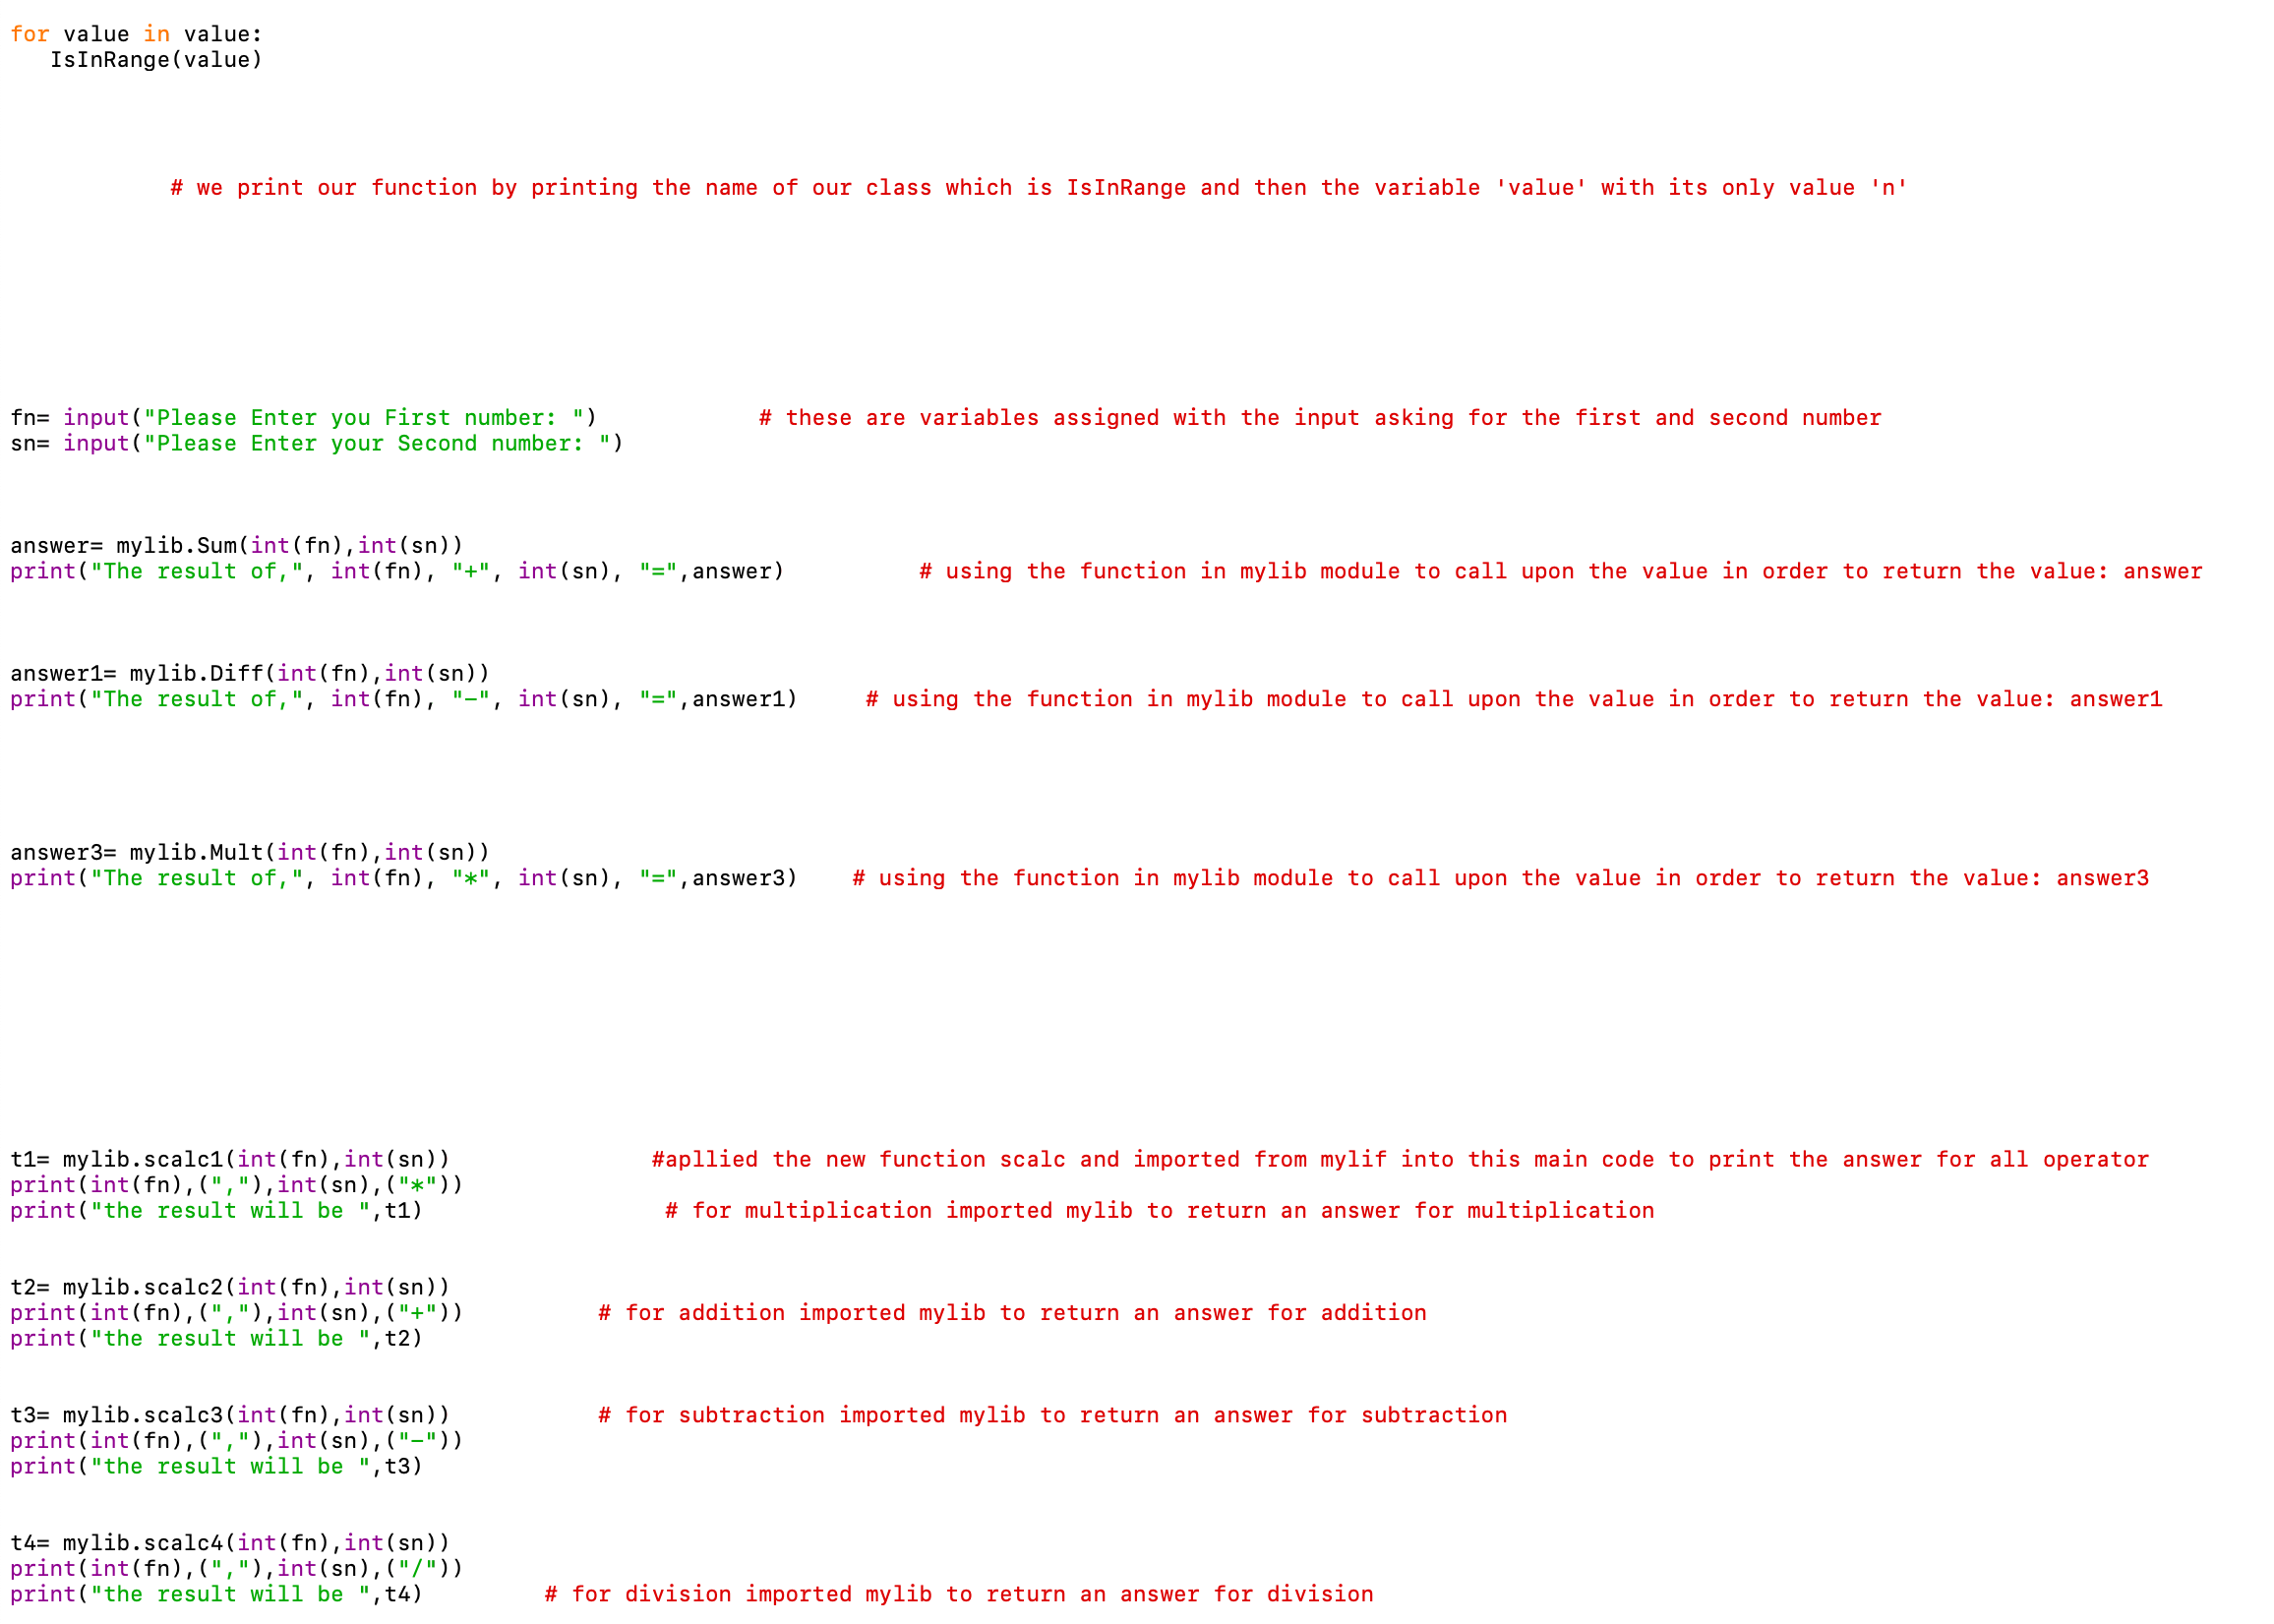 for value in value:
   IsInRange(value)
# we print our function by printing the name of our class which is IsInRange and then the variable 'value' with its only value 'n'
fn= input("Please Enter you First number: ")            # these are variables assigned with the input asking for the first and second number
sn= input("Please Enter your Second number: ")
answer= mylib.Sum(int(fn),int(sn))
print("The result of,", int(fn), "+", int(sn), "=",answer)          # using the function in mylib module to call upon the value in order to return the value: answer
answer1= mylib.Diff(int(fn),int(sn))
print("The result of,", int(fn), "-", int(sn), "=",answer1)     # using the function in mylib module to call upon the value in order to return the value: answer1
answer3= mylib.Mult(int(fn),int(sn))
print("The result of,", int(fn), "*", int(sn), "=",answer3)    # using the function in mylib module to call upon the value in order to return the value: answer3
t1= mylib.scalc1(int(fn),int(sn))               #apllied the new function scalc and imported from mylif into this main code to print the answer for all operator
print(int(fn),(","),int(sn),("*"))
print("the result will be ",t1)                  # for multiplication imported mylib to return an answer for multiplication
t2= mylib.scalc2(int(fn),int(sn))
print(int(fn),(","),int(sn),("+"))          # for addition imported mylib to return an answer for addition
print("the result will be ",t2)
t3= mylib.scalc3(int(fn),int(sn))           # for subtraction imported mylib to return an answer for subtraction
print(int(fn),(","),int(sn),("-"))
print("the result will be ",t3)
t4= mylib.scalc4(int(fn),int(sn))
print(int(fn),(","),int(sn),("/"))
print("the result will be ",t4)         # for division imported mylib to return an answer for division